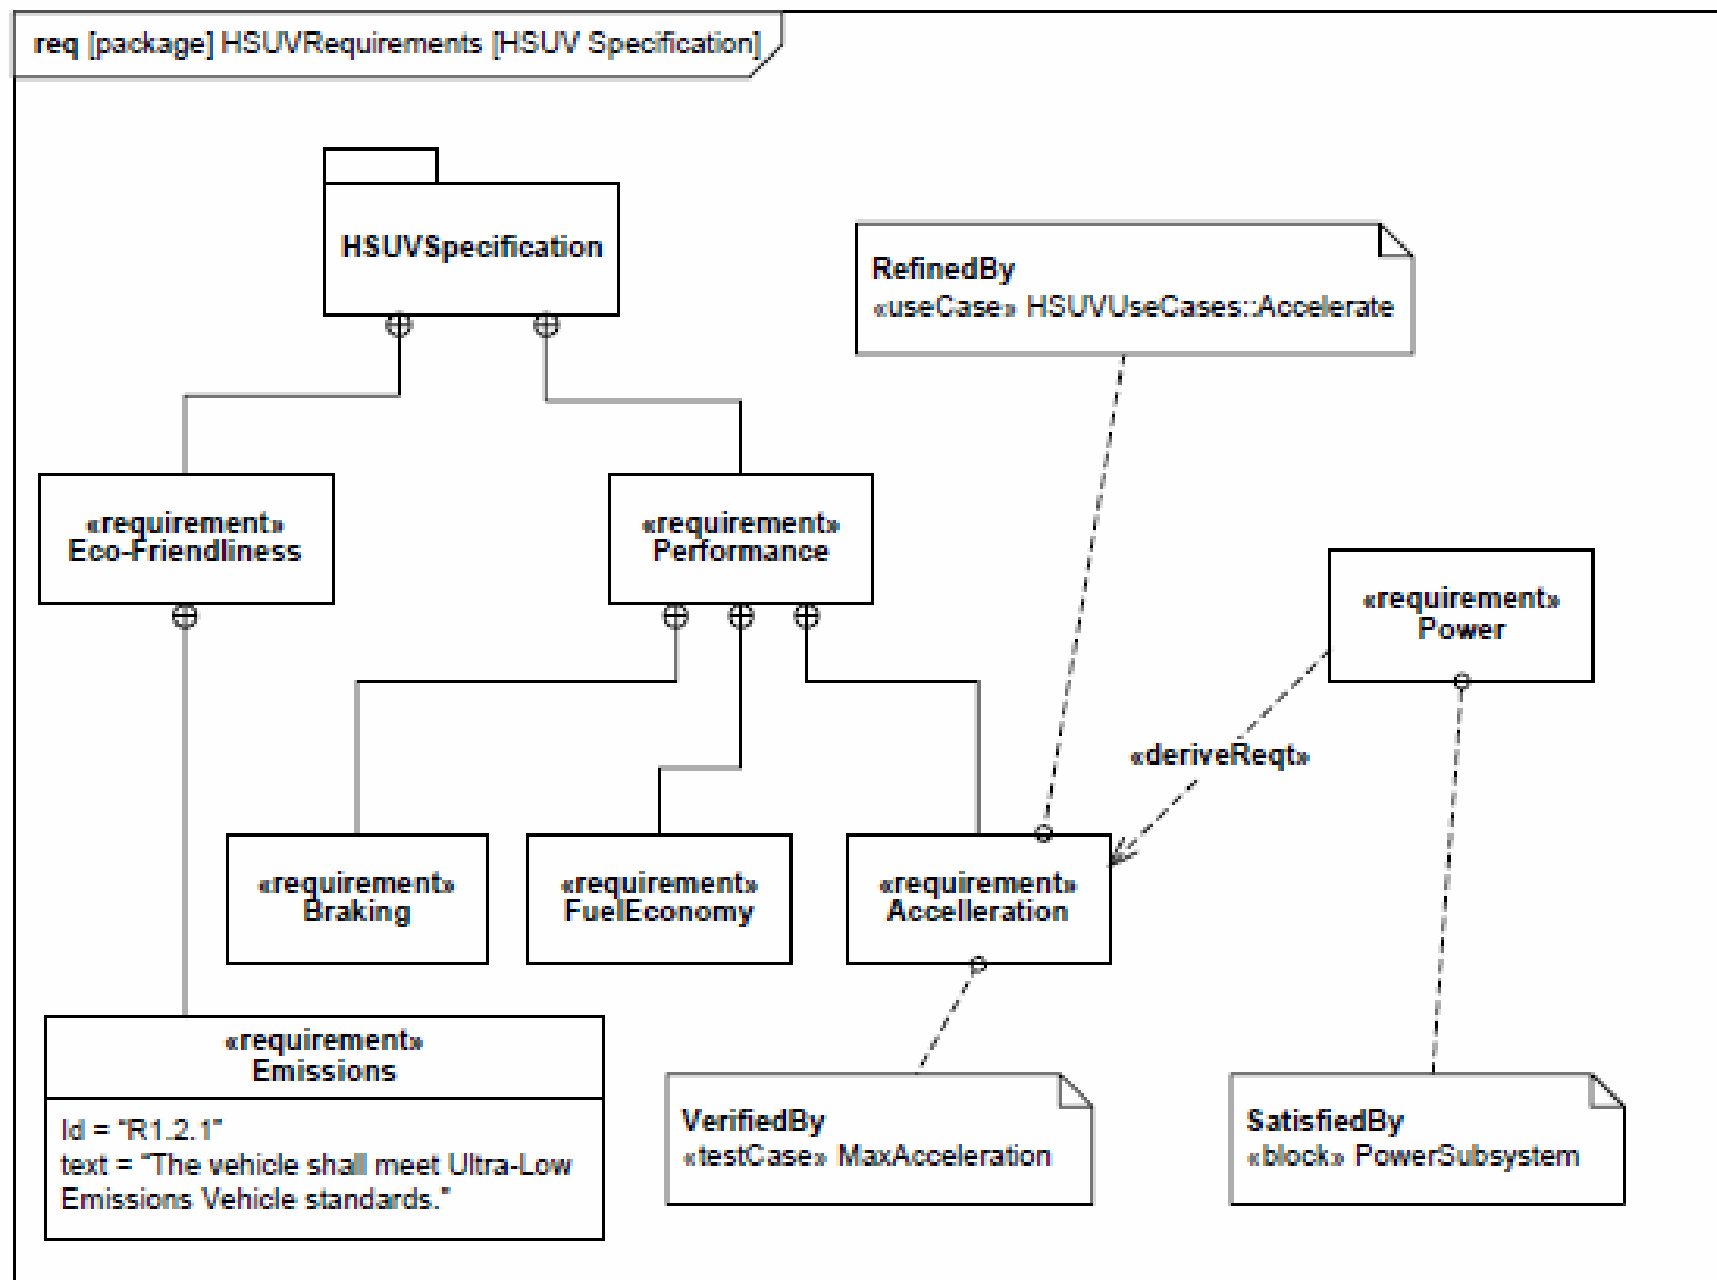 req [package] HSUVRequirements [HSUV Specification]
HSUVSpecification
RefinedBy
«useCase» HSUVUseCases::Accelerate
«requirement»
Eco-Friendliness
«requirement»
Performance
«requirement»
Power
«deriveReqt»
«requirement»
Braking
«requirement»
FuelEconomy
«requirement»
Accelleration
«requirement»
Emissions
Id = "R1.2.1"
text = "The vehicle shall meet Ultra-Low
Emissions Vehicle standards."
VerifiedBy
«testCase» MaxAcceleration
SatisfiedBy
«block» PowerSubsystem